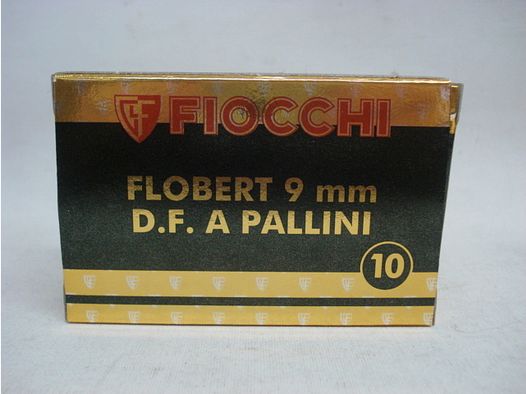 FIOCCHI
FLOBERT 9 mm
D.F. A PALLINI
10